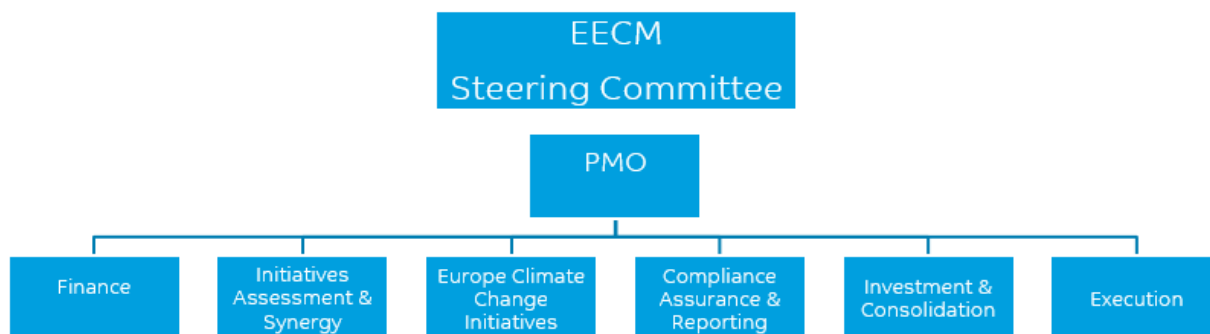 EECM
Steering Committee
PMO
Finance
Initiatives
Assessment &
Synergy
Europe Climate
Change
Initiatives
Compliance
Assurance &
Reporting
Investment &
Consolidation
Execution